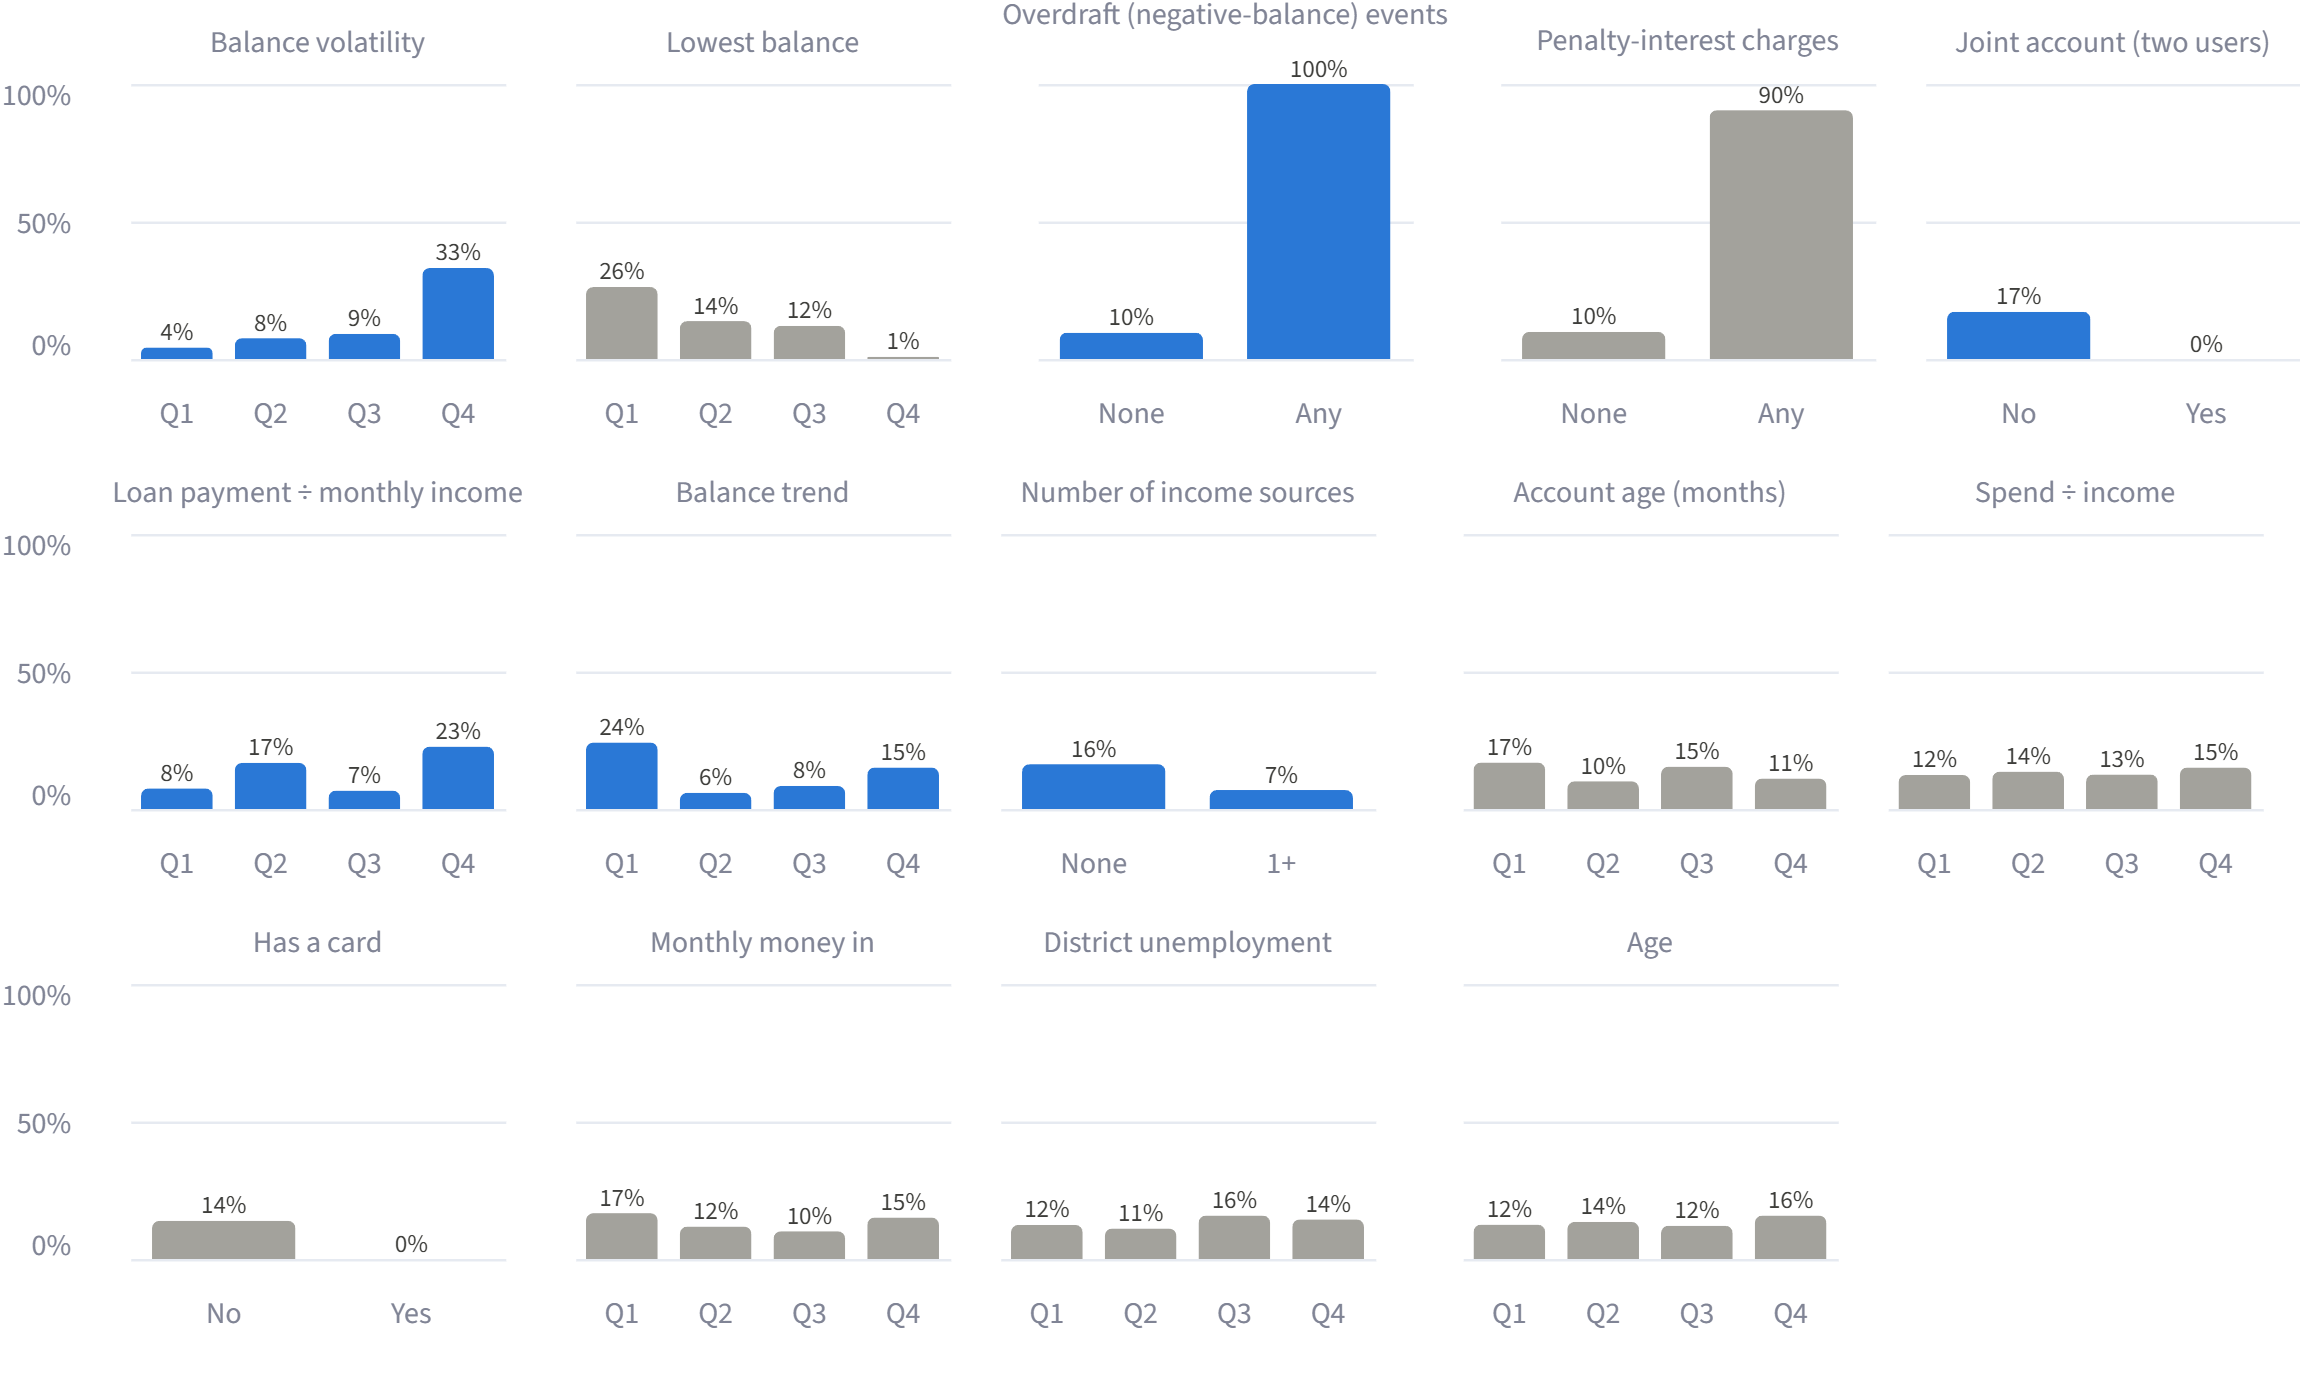 Balance volatility
100%
50%
0%
4%
8%
9%
33%
Q1 Q2 Q3 Q4
Lowest balance
26%
14%
12%
1%
Q1 Q2 Q3 Q4
Overdraft (negative-balance) events
10%
100%
None Any
Penalty-interest charges
10%
90%
None Any
Joint account (two users)
17%
0%
No Yes
Loan payment ÷ monthly income
100%
50%
0%
8%
17%
7%
23%
Q1 Q2 Q3 Q4
Balance trend
24%
6%
8%
15%
Q1 Q2 Q3 Q4
Number of income sources
16%
7%
None 1+
Account age (months)
17%
10%
15%
11%
Q1 Q2 Q3 Q4
Spend ÷ income
12%
14%
13%
15%
Q1 Q2 Q3 Q4
Has a card
100%
50%
0%
14%
0%
No Yes
Monthly money in
17%
12%
10%
15%
Q1 Q2 Q3 Q4
District unemployment
12%
11%
16%
14%
Q1 Q2 Q3 Q4
Age
12%
14%
12%
16%
Q1 Q2 Q3 Q4